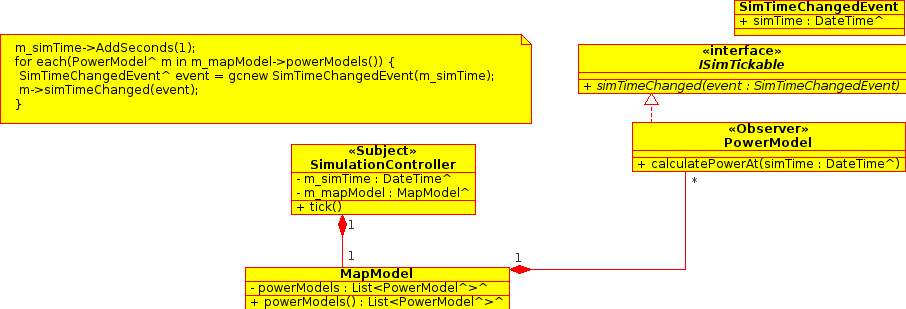 SimTimeChangedEvent
+ simTime : DateTime^
m_simTime->AddSeconds(1);
for each(PowerModel^ m in m_mapModel->powerModels()) {
SimTimeChangedEvent^ event = gcnew SimTimeChangedEvent(m_simTime);
m->simTimeChanged(event);
}
«interface»
ISimTickable
+ simTimeChanged(event : SimTimeChangedEvent)
«Observer»
PowerModel
+ calculatePowerAt(simTime : DateTime^)
*
«Subject»
SimulationController
- m_simTime : DateTime^
- m_mapModel : MapModel^
+ tick()
1
1
1
MapModel
- powerModels : List<PowerModel^>^
+ powerModels() : List<PowerModel^>^